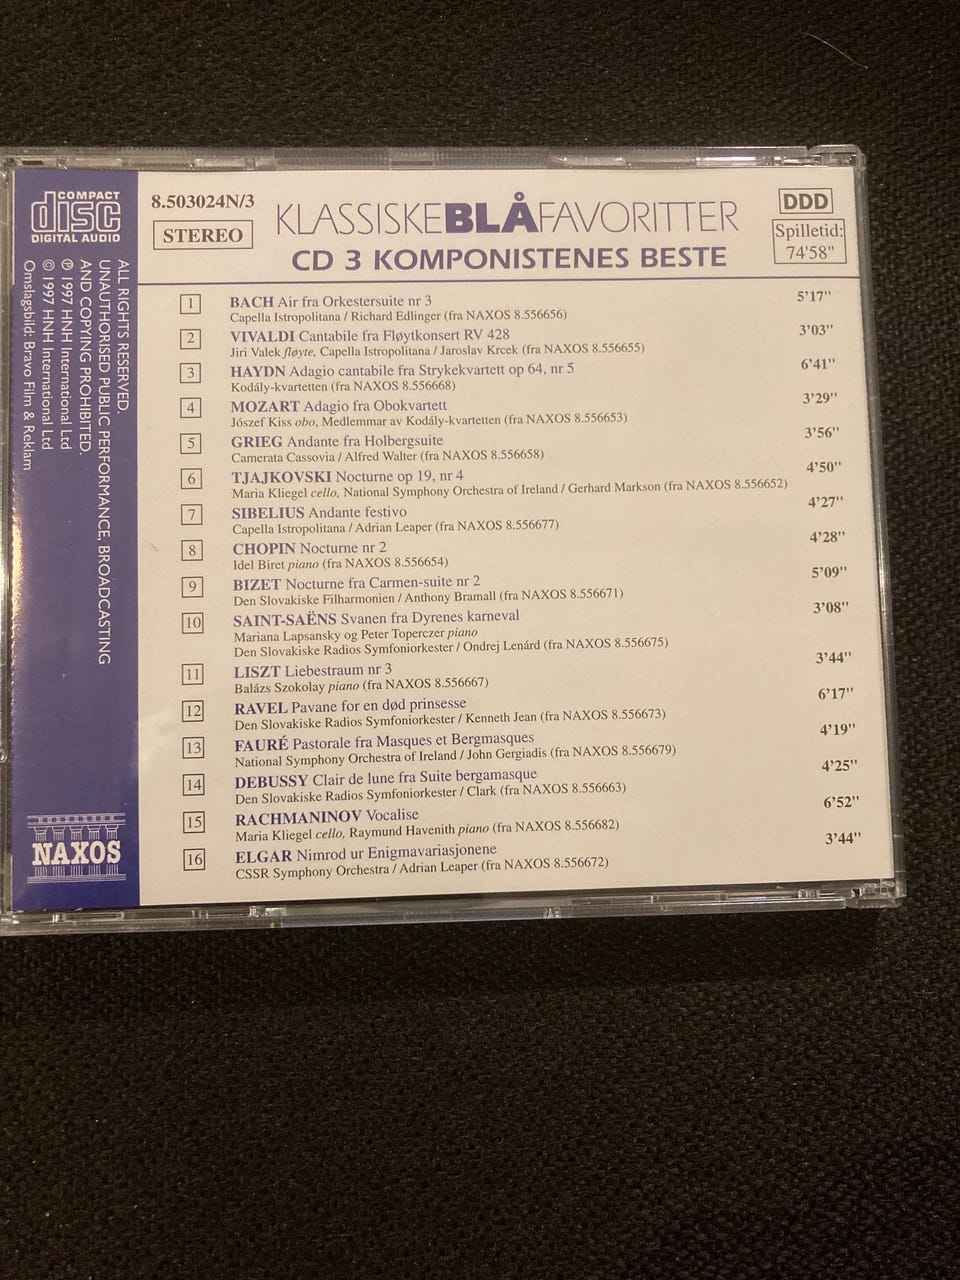 COMPACT
disc
DIGITAL AUDIO
ALL RIGHTS RESERVED.
UNAUTHORISED PUBLIC PERFORMANCE, BROADCASTING
AND COPYING PROHIBITED.
℗ 1997 HNH International Ltd
© 1997 HNH International Ltd
Omslagsbild: Bravo Film & Reklam
NAXOS
8.503024N/3
STEREO
KLASSISKEBLÅFAVORITTER
CD 3 KOMPONISTENES BESTE
DDD
Spilletid:
74'58"
1 BACH Air fra Orkestersuite nr 3 5'17"
Capella Istropolitana / Richard Edlinger (fra NAXOS 8.556656)
2 VIVALDI Cantabile fra Fløytkonsert RV 428 3'03"
Jiri Valek fløyte, Capella Istropolitana / Jaroslav Krcek (fra NAXOS 8.556655)
3 HAYDN Adagio cantabile fra Strykekvartett op 64, nr 5 6'41"
Kodály-kvartetten (fra NAXOS 8.556668)
4 MOZART Adagio fra Obokvartett 3'29"
Jószef Kiss obo, Medlemmar av Kodály-kvartetten (fra NAXOS 8.556653)
5 GRIEG Andante fra Holbergsuite 3'56"
Camerata Cassovia / Alfred Walter (fra NAXOS 8.556658)
6 TJAJKOVSKI Nocturne op 19, nr 4 4'50"
Maria Kliegel cello, National Symphony Orchestra of Ireland / Gerhard Markson (fra NAXOS 8.556652)
7 SIBELIUS Andante festivo 4'27"
Capella Istropolitana / Adrian Leaper (fra NAXOS 8.556677)
8 CHOPIN Nocturne nr 2 4'28"
Idel Biret piano (fra NAXOS 8.556654)
9 BIZET Nocturne fra Carmen-suite nr 2 5'09"
Den Slovakiske Filharmonien / Anthony Bramall (fra NAXOS 8.556671)
10 SAINT-SAËNS Svanen fra Dyrenes karneval 3'08"
Mariana Lapsansky og Peter Toperczer piano
Den Slovakiske Radios Symfoniorkester / Ondrej Lenárd (fra NAXOS 8.556675)
11 LISZT Liebestraum nr 3 3'44"
Balázs Szokolay piano (fra NAXOS 8.556667)
12 RAVEL Pavane for en død prinsesse 6'17"
Den Slovakiske Radios Symfoniorkester / Kenneth Jean (fra NAXOS 8.556673)
13 FAURÉ Pastorale fra Masques et Bergmasques 4'19"
National Symphony Orchestra of Ireland / John Gergiadis (fra NAXOS 8.556679)
14 DEBUSSY Clair de lune fra Suite bergamasque 4'25"
Den Slovakiske Radios Symfoniorkester / Clark (fra NAXOS 8.556663)
15 RACHMANINOV Vocalise 6'52"
Maria Kliegel cello, Raymund Havenith piano (fra NAXOS 8.556682)
16 ELGAR Nimrod ur Enigmavariasjonene 3'44"
CSSR Symphony Orchestra / Adrian Leaper (fra NAXOS 8.556672)